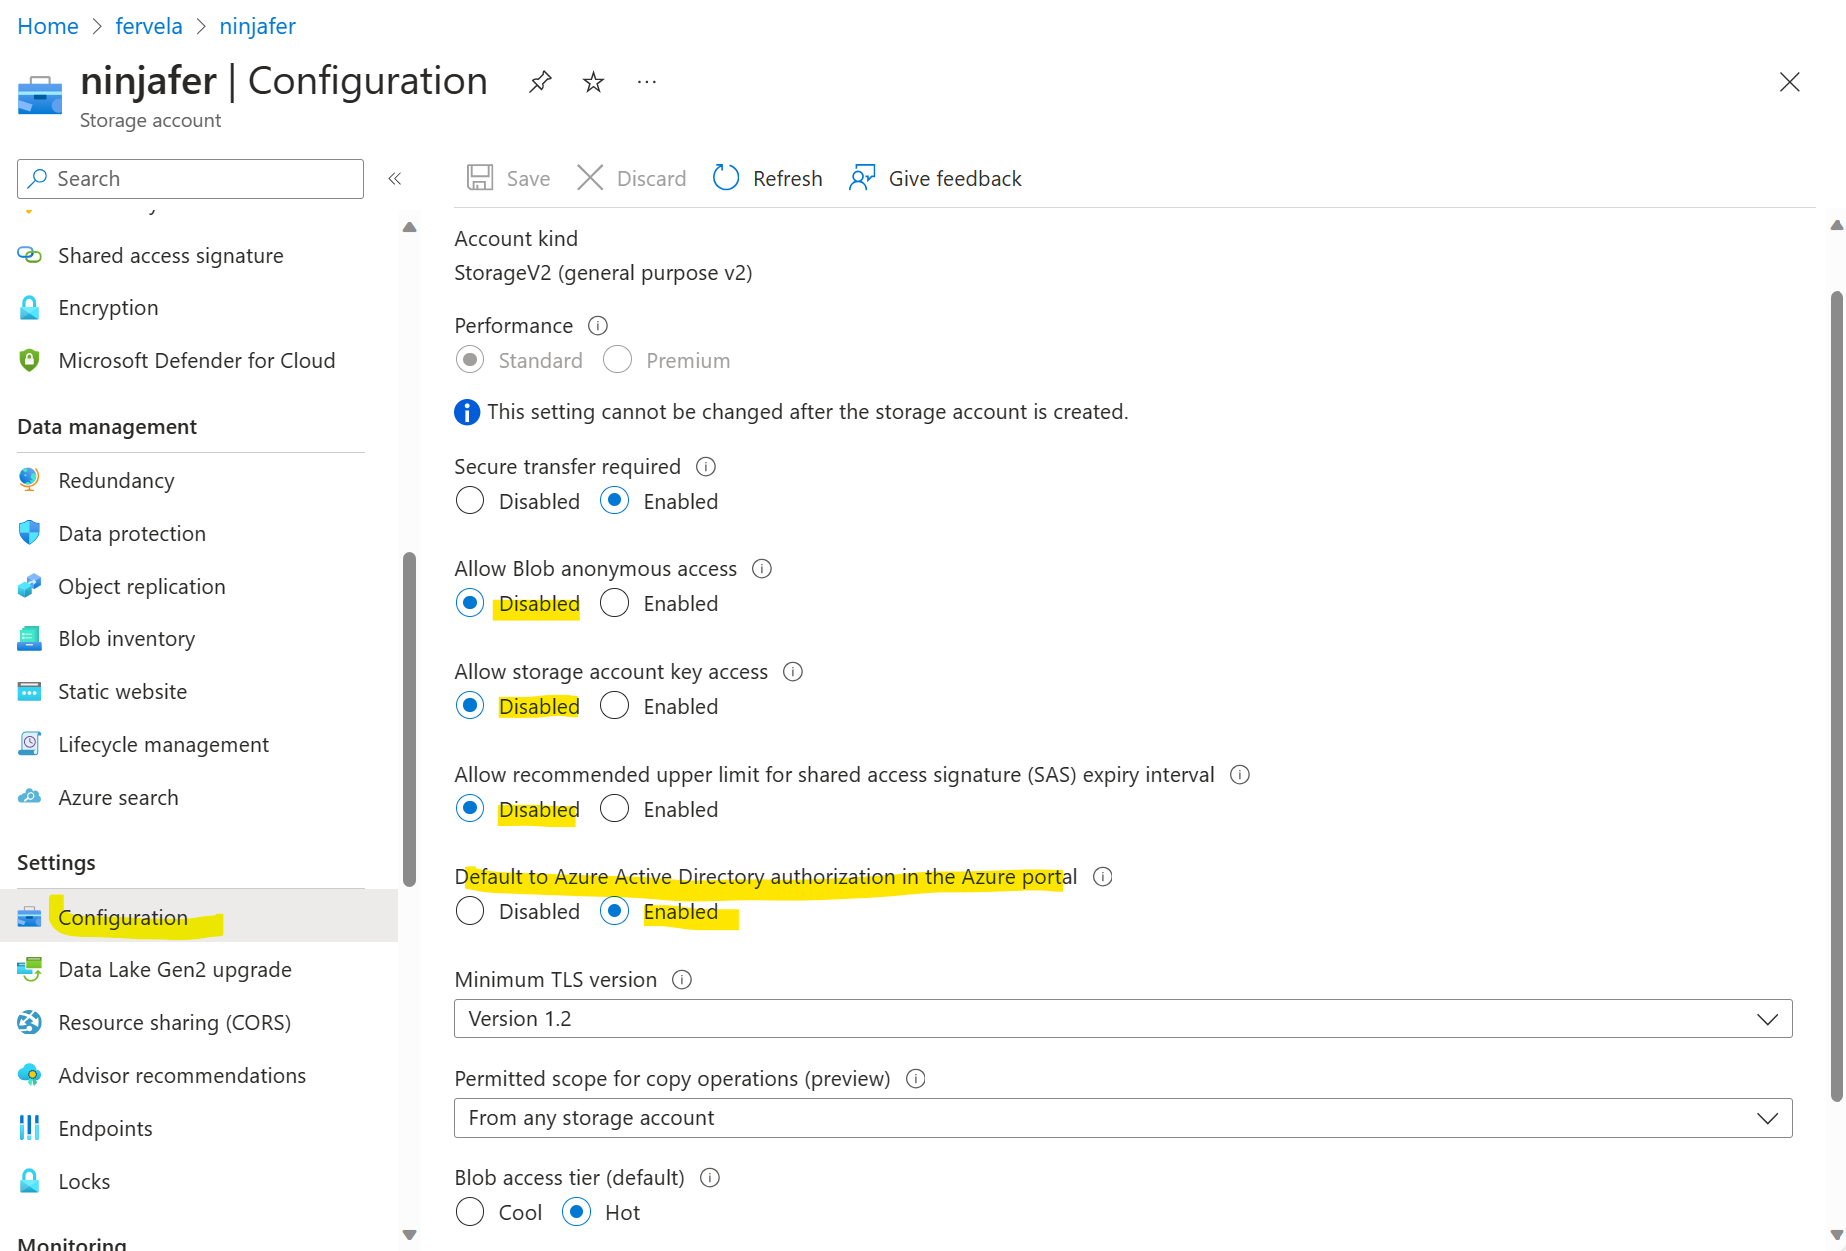 Home > fervela > ninjafer
ninjafer | Configuration
Storage account
Search
Save Discard Refresh Give feedback
Shared access signature
Encryption
Microsoft Defender for Cloud
Data management
Redundancy
Data protection
Object replication
Blob inventory
Static website
Lifecycle management
Azure search
Settings
Configuration
Data Lake Gen2 upgrade
Resource sharing (CORS)
Advisor recommendations
Endpoints
Locks
Monitoring
Account kind
StorageV2 (general purpose v2)
Performance
Standard Premium
This setting cannot be changed after the storage account is created.
Secure transfer required
Disabled Enabled
Allow Blob anonymous access
Disabled Enabled
Allow storage account key access
Disabled Enabled
Allow recommended upper limit for shared access signature (SAS) expiry interval
Disabled Enabled
Default to Azure Active Directory authorization in the Azure portal
Disabled Enabled
Minimum TLS version
Version 1.2
Permitted scope for copy operations (preview)
From any storage account
Blob access tier (default)
Cool Hot